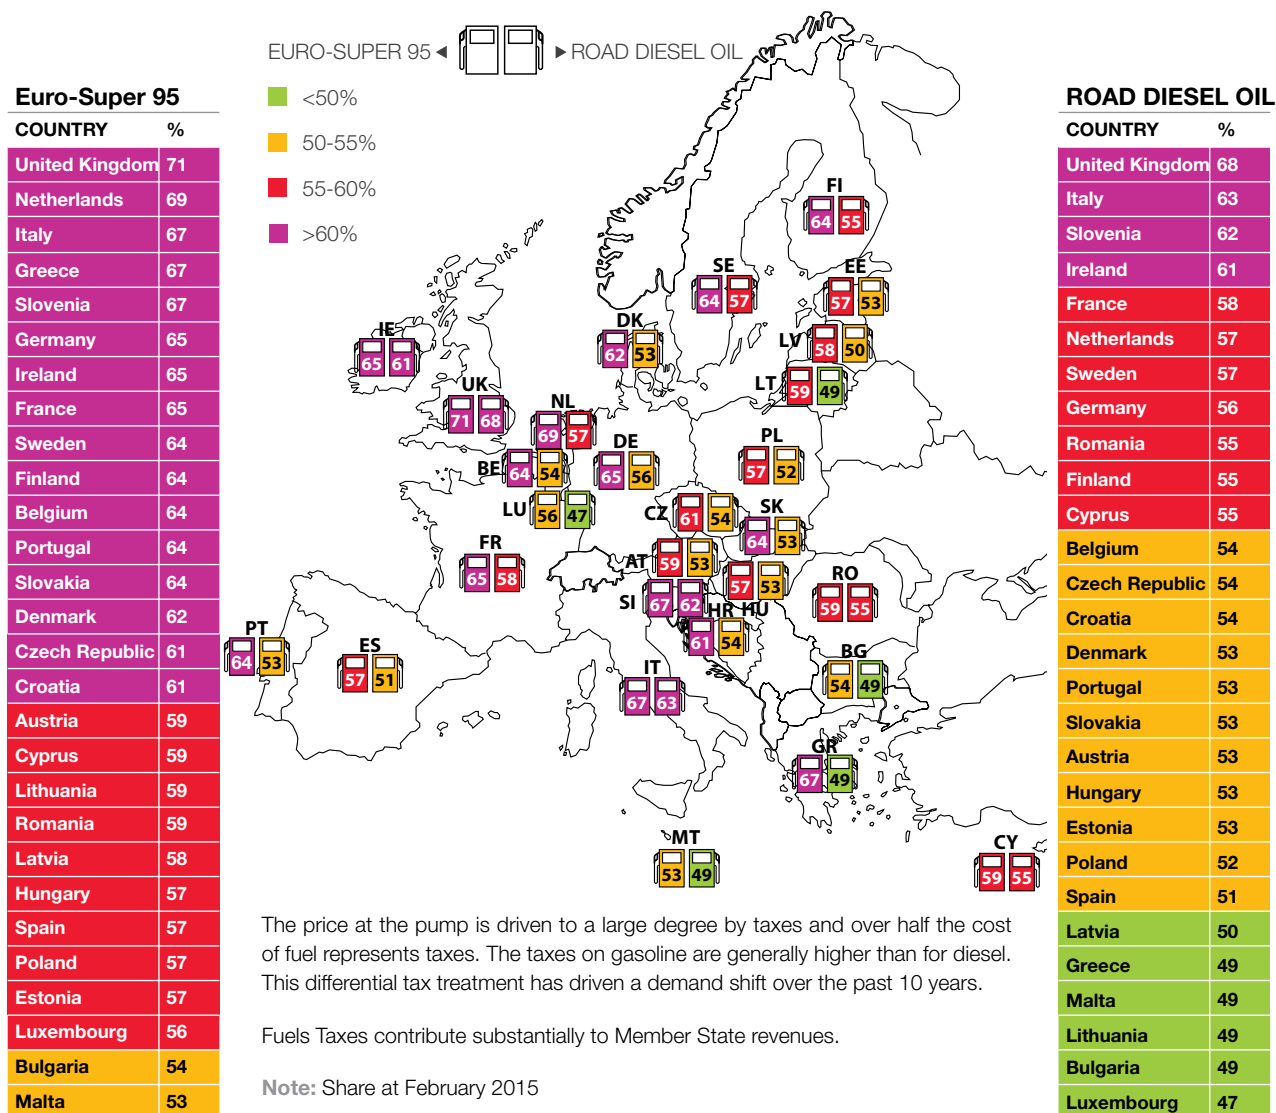 EURO-SUPER 95
ROAD DIESEL OIL
<50%
50-55%
55-60%
>60%
Euro-Super 95
COUNTRY %
United Kingdom 71
Netherlands 69
Italy 67
Greece 67
Slovenia 67
Germany 65
Ireland 65
France 65
Sweden 64
Finland 64
Belgium 64
Portugal 64
Slovakia 64
Denmark 62
Czech Republic 61
Croatia 61
Austria 59
Cyprus 59
Lithuania 59
Romania 59
Latvia 58
Hungary 57
Spain 57
Poland 57
Estonia 57
Luxembourg 56
Bulgaria 54
Malta 53
FI
64 55
SE
64 57
EE
57 53
DK
62 53
LV
58 50
IE
65 61
LT
59 49
UK
71 68
NL
69 57
DE
65 56
PL
57 52
BE
64 54
LU
56 47
CZ
61 54
SK
64 53
FR
65 58
AT
59 53
HU
57 53
RO
59 55
SI
67 62
HR
61 54
PT
64 53
ES
57 51
IT
67 63
BG
54 49
GR
67 49
MT
53 49
CY
59 55
The price at the pump is driven to a large degree by taxes and over half the cost
of fuel represents taxes. The taxes on gasoline are generally higher than for diesel.
This differential tax treatment has driven a demand shift over the past 10 years.
Fuels Taxes contribute substantially to Member State revenues.
Note: Share at February 2015
ROAD DIESEL OIL
COUNTRY %
United Kingdom 68
Italy 63
Slovenia 62
Ireland 61
France 58
Netherlands 57
Sweden 57
Germany 56
Romania 55
Finland 55
Cyprus 55
Belgium 54
Czech Republic 54
Croatia 54
Denmark 53
Portugal 53
Slovakia 53
Austria 53
Hungary 53
Estonia 53
Poland 52
Spain 51
Latvia 50
Greece 49
Malta 49
Lithuania 49
Bulgaria 49
Luxembourg 47